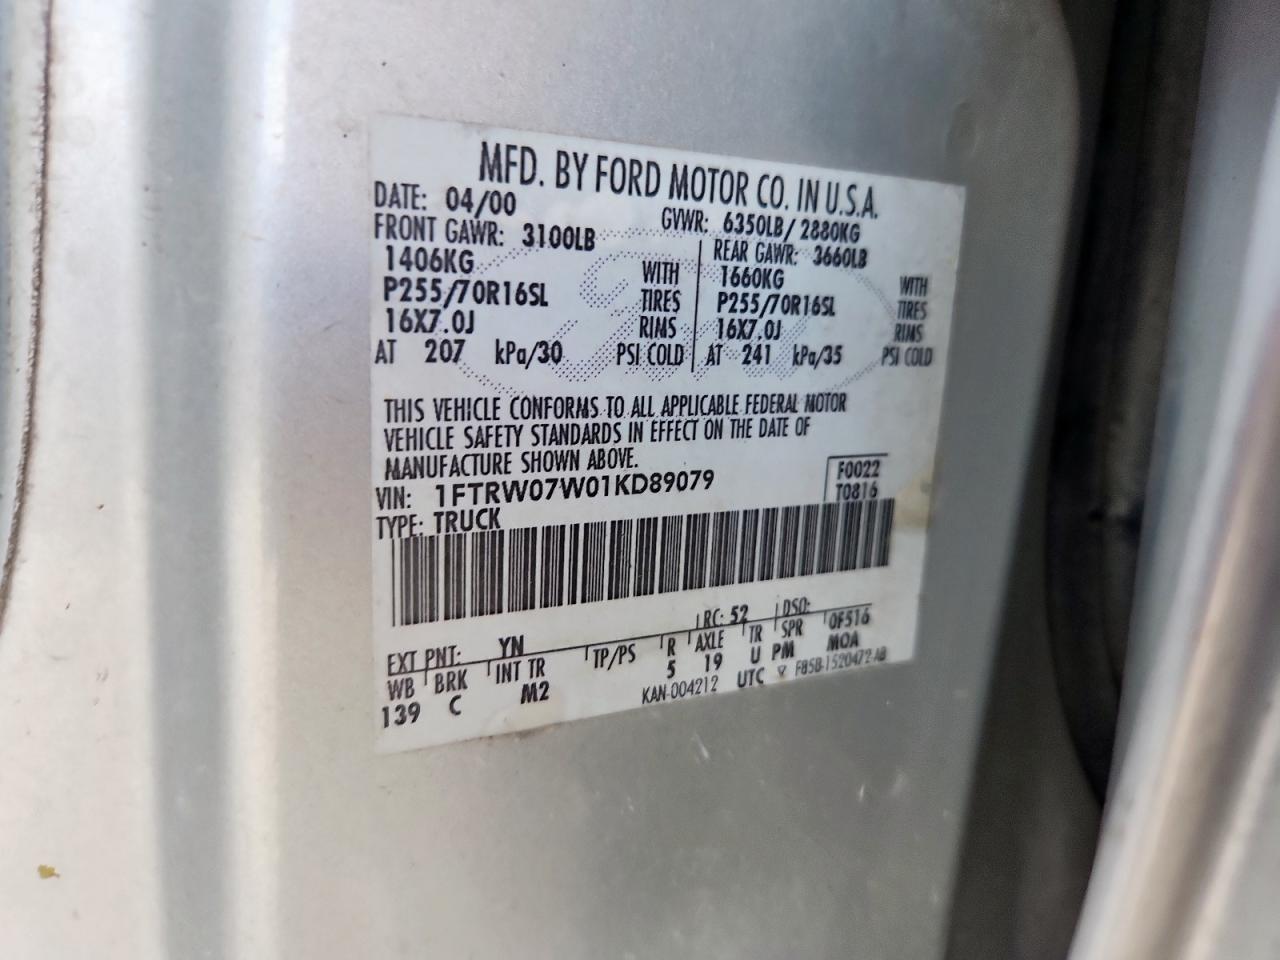 MFD. BY FORD MOTOR CO. IN U.S.A.
DATE: 04/00 GVWR: 6350LB/ 2880KG
FRONT GAWR: 3100LB REAR GAWR: 3660LB
1406KG WITH 1660KG WITH
P255/70R16SL TIRES P255/70R16SL TIRES
16X7.0J RIMS 16X7.0J RIMS
AT 207 kPa/30 PSI COLD AT 241 kPa/35 PSI COLD
THIS VEHICLE CONFORMS TO ALL APPLICABLE FEDERAL MOTOR
VEHICLE SAFETY STANDARDS IN EFFECT ON THE DATE OF
MANUFACTURE SHOWN ABOVE.
VIN: 1FTRW07W01KD89079 F0022
TYPE: TRUCK T0816
EXT PNT: YN RC: 52 DSO:
WB BRK INT TR TP/PS R AXLE TR SPR 0F516
139 C M2 5 19 U PM MOA
KAN-004212 UTC F85B-1520472-AB